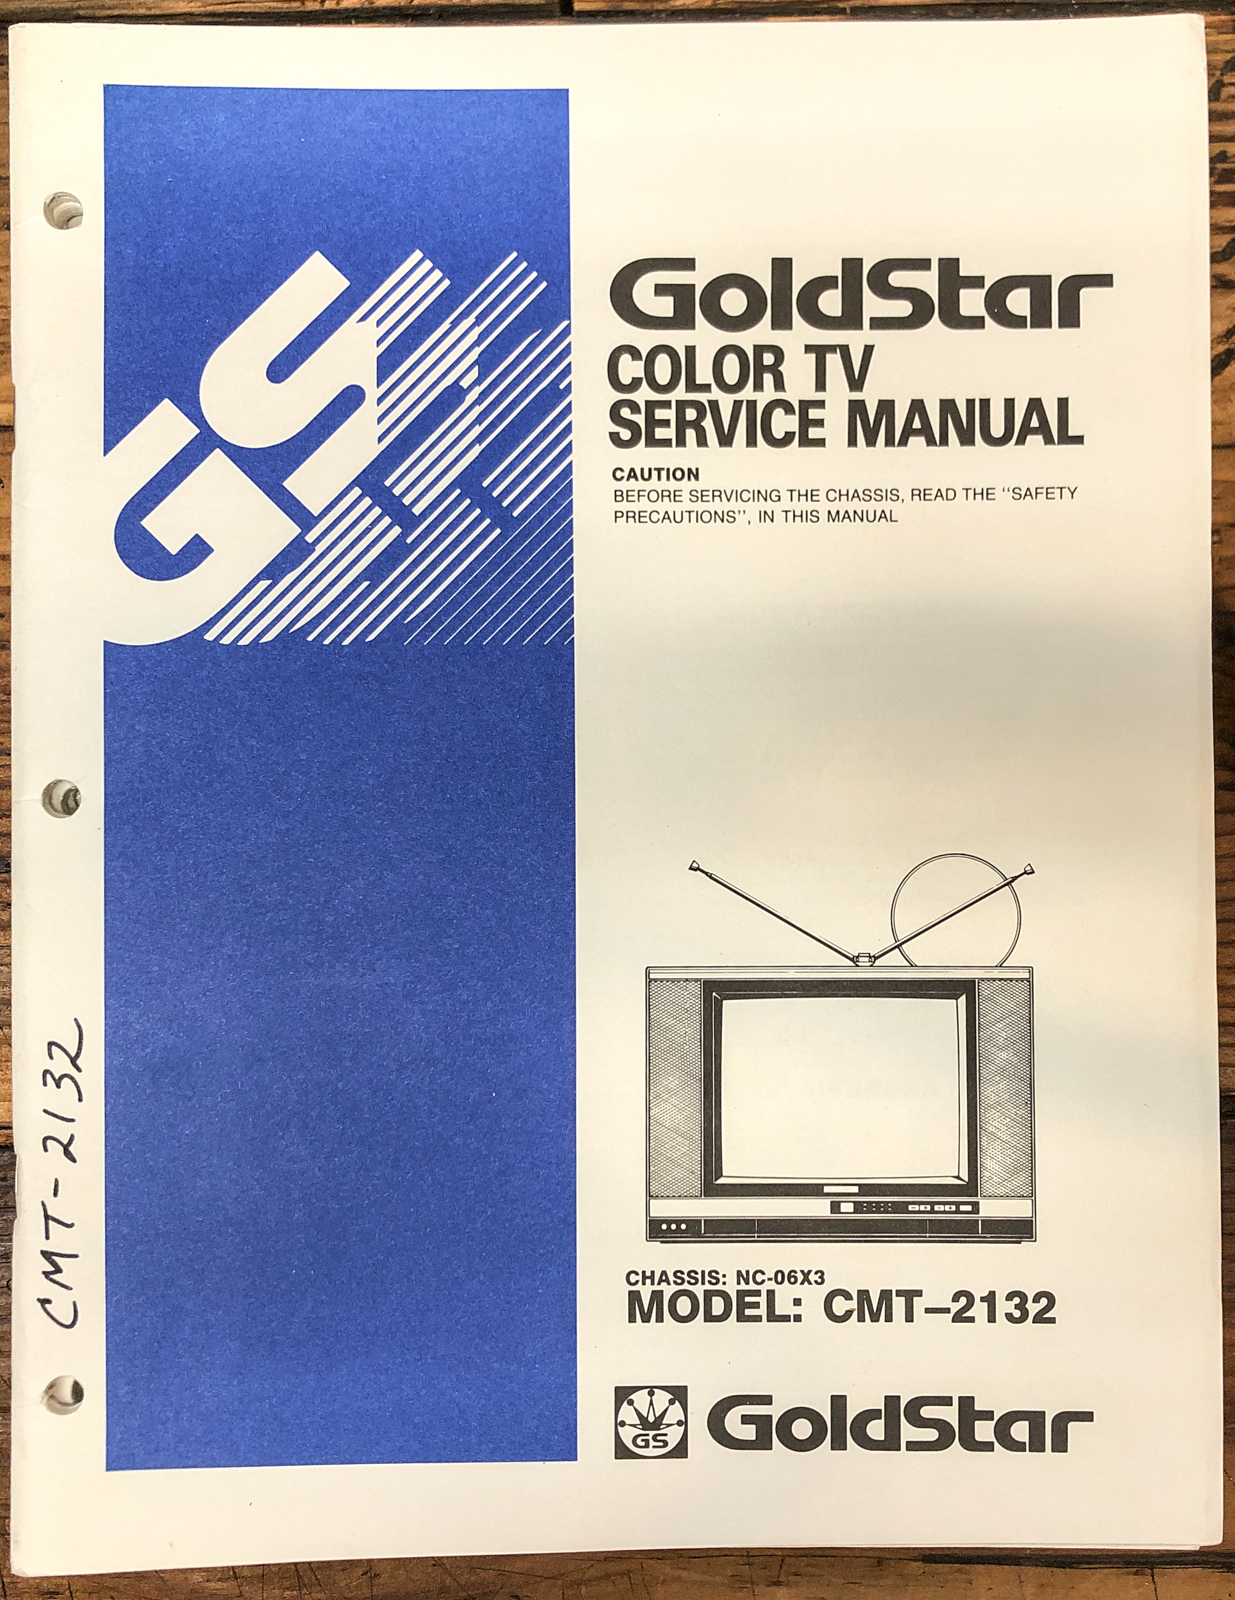 GS
GoldStar
COLOR TV
SERVICE MANUAL
CAUTION
BEFORE SERVICING THE CHASSIS, READ THE "SAFETY
PRECAUTIONS", IN THIS MANUAL
CMT-2132
CHASSIS: NC-06X3
MODEL: CMT-2132
GS
GoldStar